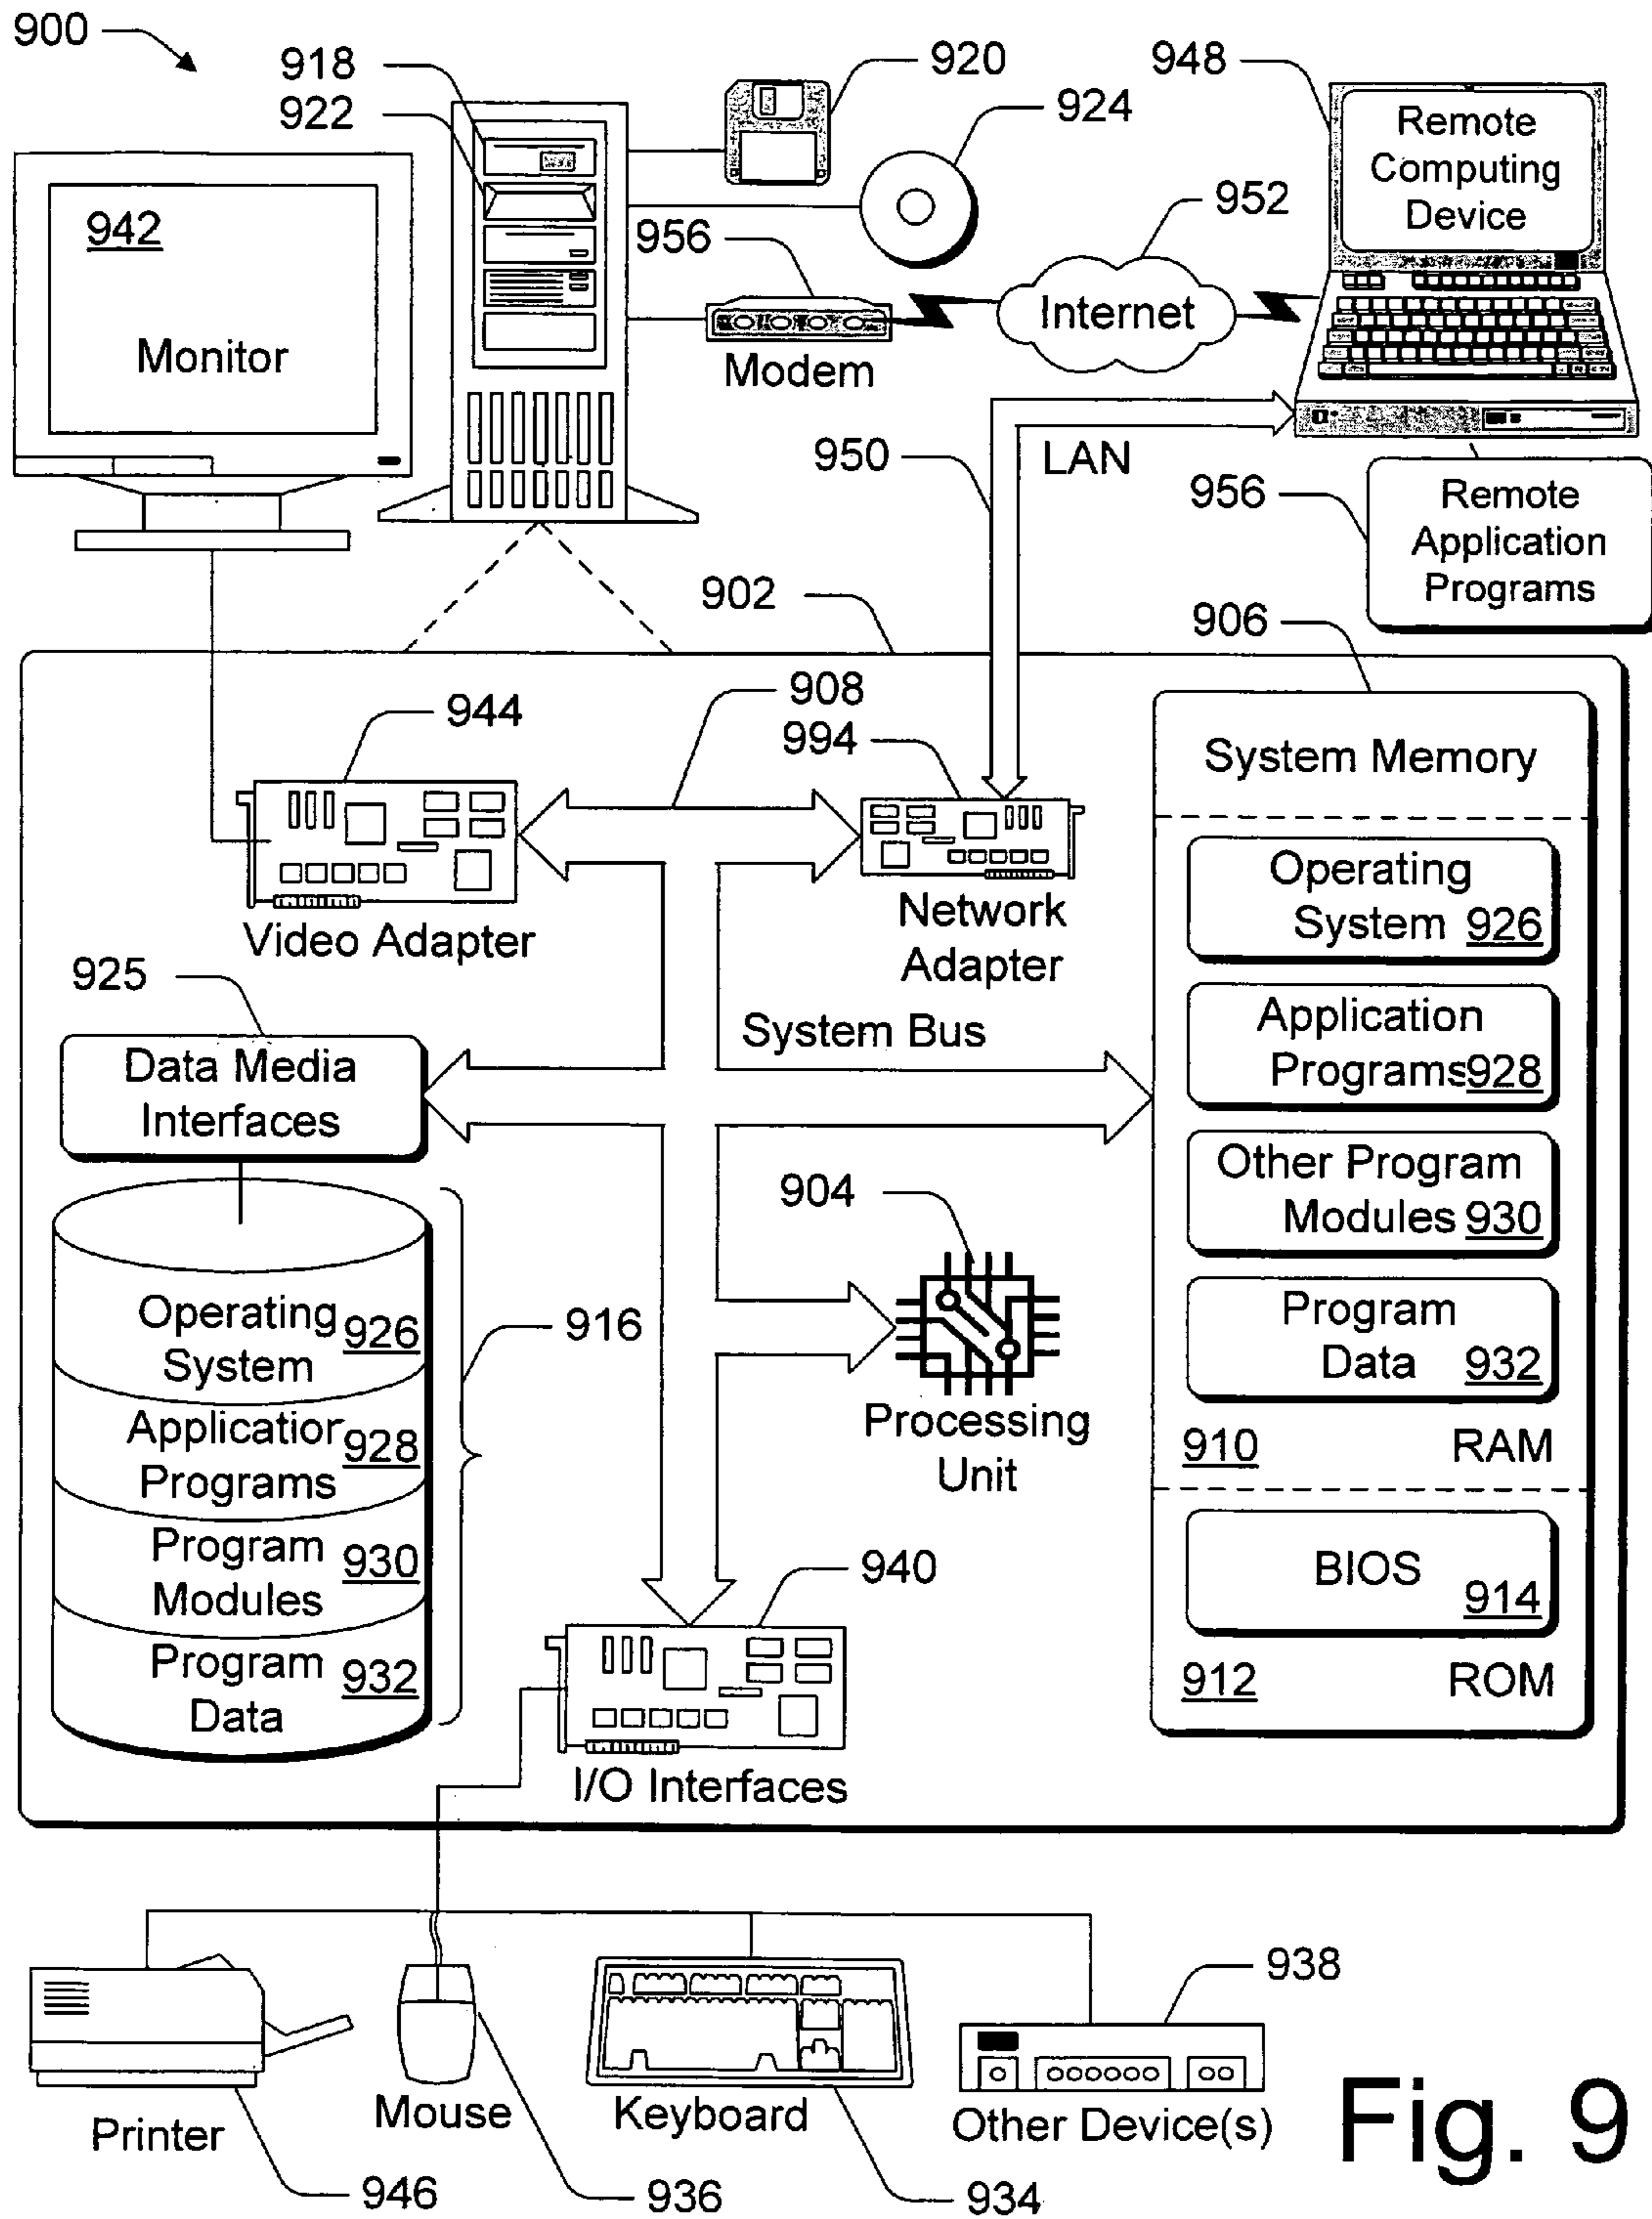 900
918
922
920
924
948
Remote
Computing
Device
942
Monitor
956
Modem
952
Internet
950
LAN
956
Remote
Application
Programs
902
906
908
944
994
Video Adapter
Network
Adapter
System Memory
Operating
System 926
Application
Programs 928
Other Program
Modules 930
Program
Data 932
910 RAM
BIOS
914
912 ROM
925
Data Media
Interfaces
System Bus
904
Processing
Unit
Operating
System 926
916
Application
Programs 928
Program
Modules 930
Program
Data 932
940
I/O Interfaces
Printer
946
Mouse
936
Keyboard
934
938
Other Device(s)
Fig. 9